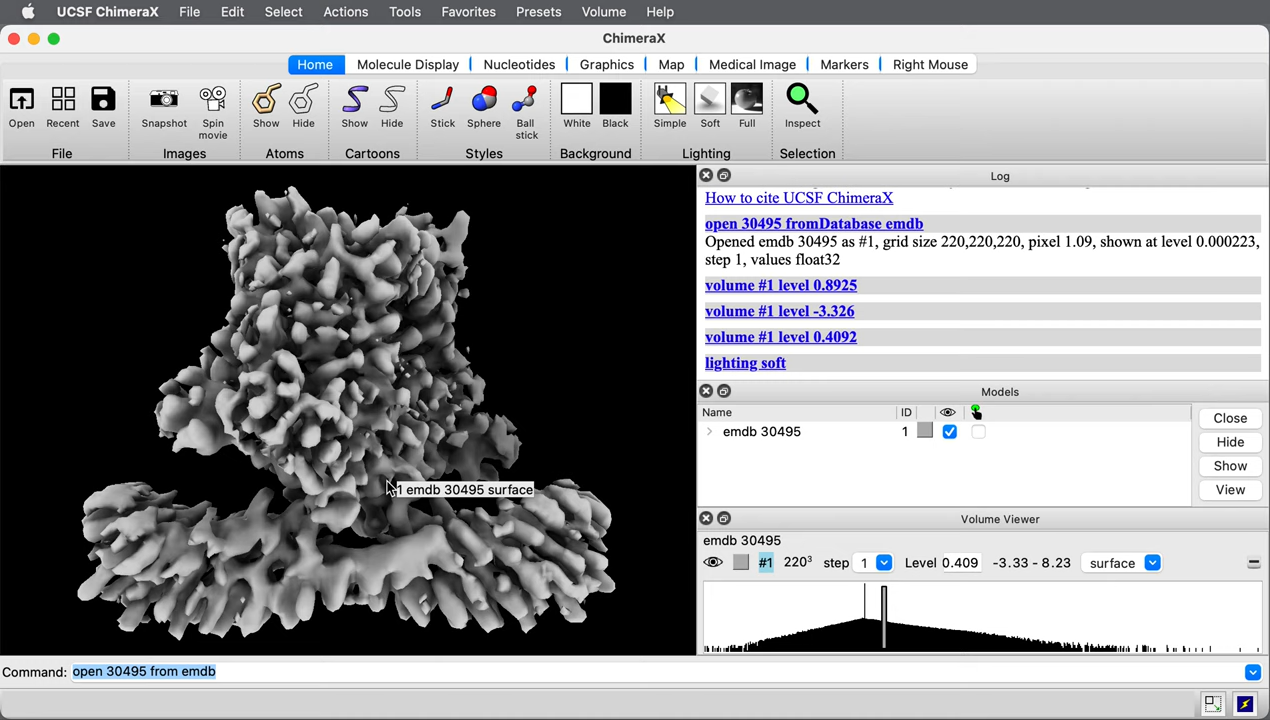 UCSF ChimeraX File Edit Select Actions Tools Favorites Presets Volume Help
ChimeraX
Home Molecule Display Nucleotides Graphics Map Medical Image Markers Right Mouse
Open Recent Save Snapshot Spin movie Show Hide Show Hide Stick Sphere Ball stick White Black Simple Soft Full Inspect
File Images Atoms Cartoons Styles Background Lighting Selection
Log
How to cite UCSF ChimeraX
open 30495 fromDatabase emdb
Opened emdb 30495 as #1, grid size 220,220,220, pixel 1.09, shown at level 0.000223,
step 1, values float32
volume #1 level 0.8925
volume #1 level -3.326
volume #1 level 0.4092
lighting soft
Models
Name ID
emdb 30495 1
Close
Hide
Show
View
1 emdb 30495 surface
Volume Viewer
emdb 30495
#1 220³ step 1 Level 0.409 -3.33 - 8.23 surface
Command: open 30495 from emdb